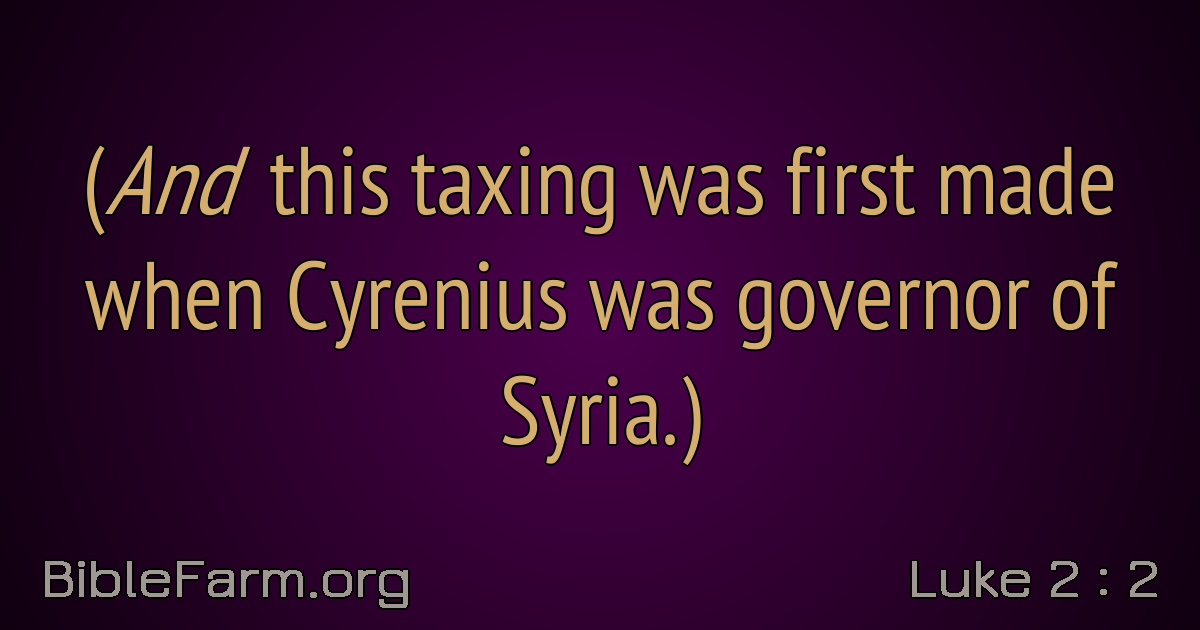 (And this taxing was first made
when Cyrenius was governor of
Syria.)
BibleFarm.org
Luke 2 : 2